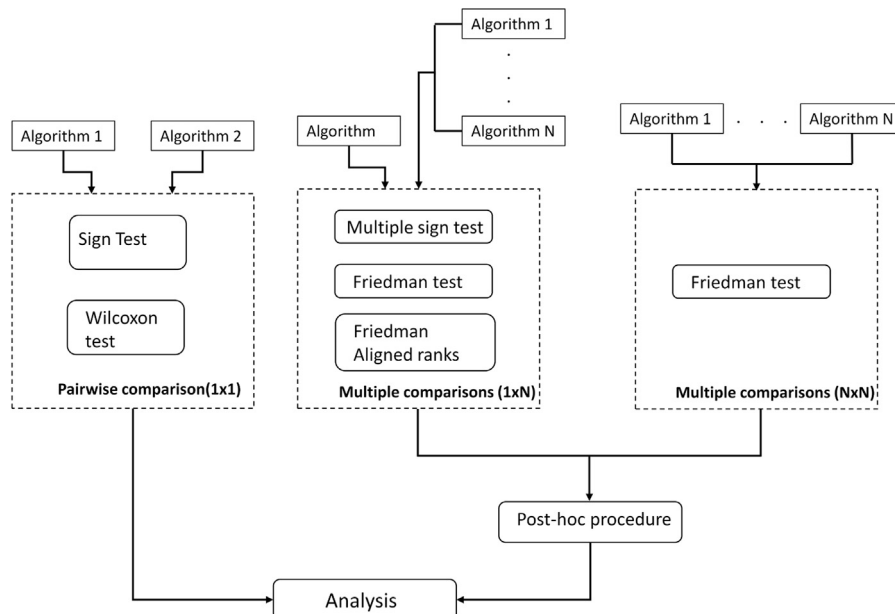 Algorithm 1
.
.
.
Algorithm N
Algorithm 1
Algorithm 2
Algorithm
Algorithm 1 . . . Algorithm N
Sign Test
Wilcoxon
test
Pairwise comparison(1x1)
Multiple sign test
Friedman test
Friedman
Aligned ranks
Multiple comparisons (1xN)
Friedman test
Multiple comparisons (NxN)
Post-hoc procedure
Analysis